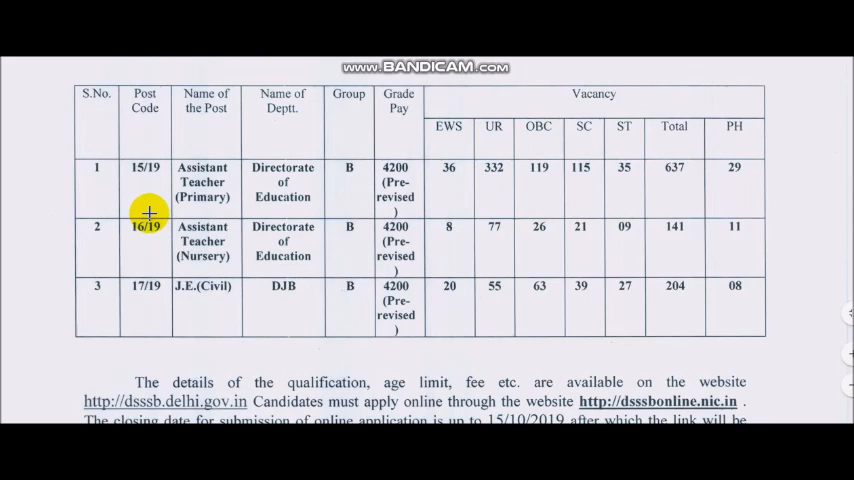 www.BANDICAM.com
S.No. Post Code Name of the Post Name of Deptt. Group Grade Pay Vacancy
EWS UR OBC SC ST Total PH
1 15/19 Assistant Teacher (Primary) Directorate of Education B 4200 (Pre-revised) 36 332 119 115 35 637 29
2 16/19 Assistant Teacher (Nursery) Directorate of Education B 4200 (Pre-revised) 8 77 26 21 09 141 11
3 17/19 J.E.(Civil) DJB B 4200 (Pre-revised) 20 55 63 39 27 204 08
The details of the qualification, age limit, fee etc. are available on the website
http://dsssb.delhi.gov.in Candidates must apply online through the website http://dsssbonline.nic.in .
The closing date for submission of online application is up to 15/10/2019 after which the link will be